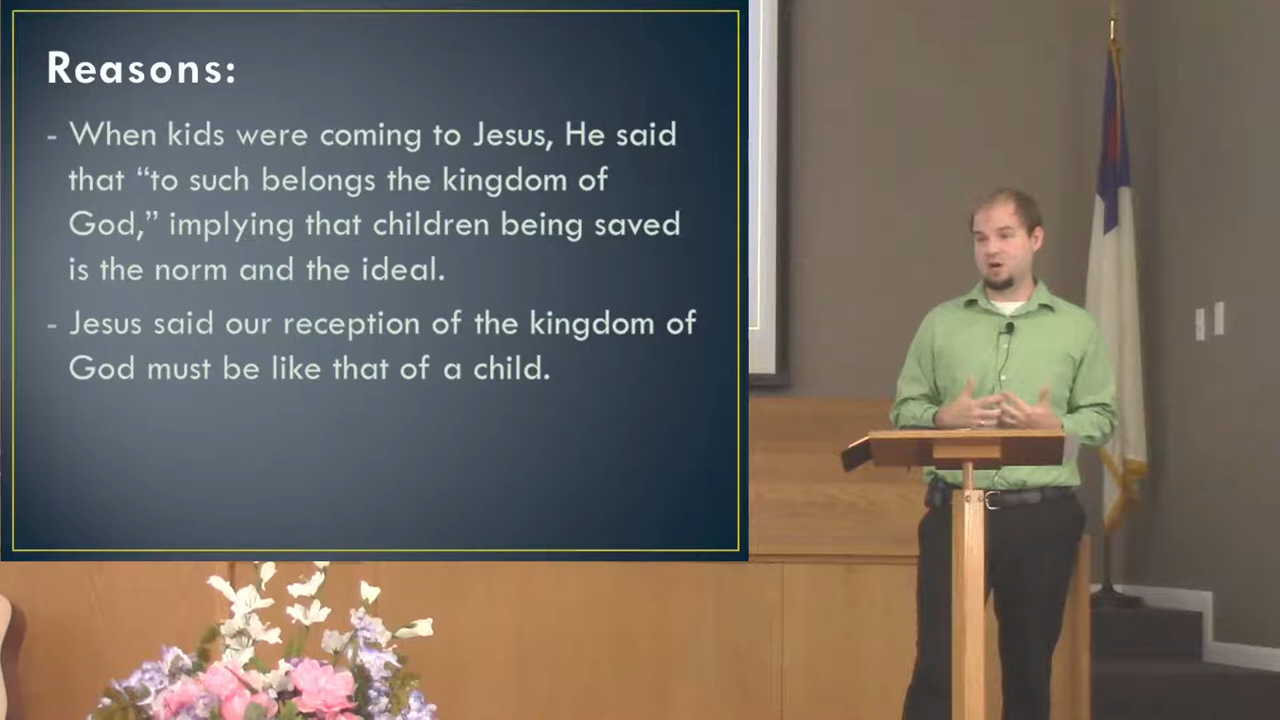 Reasons:
- When kids were coming to Jesus, He said
that “to such belongs the kingdom of
God,” implying that children being saved
is the norm and the ideal.
- Jesus said our reception of the kingdom of
God must be like that of a child.